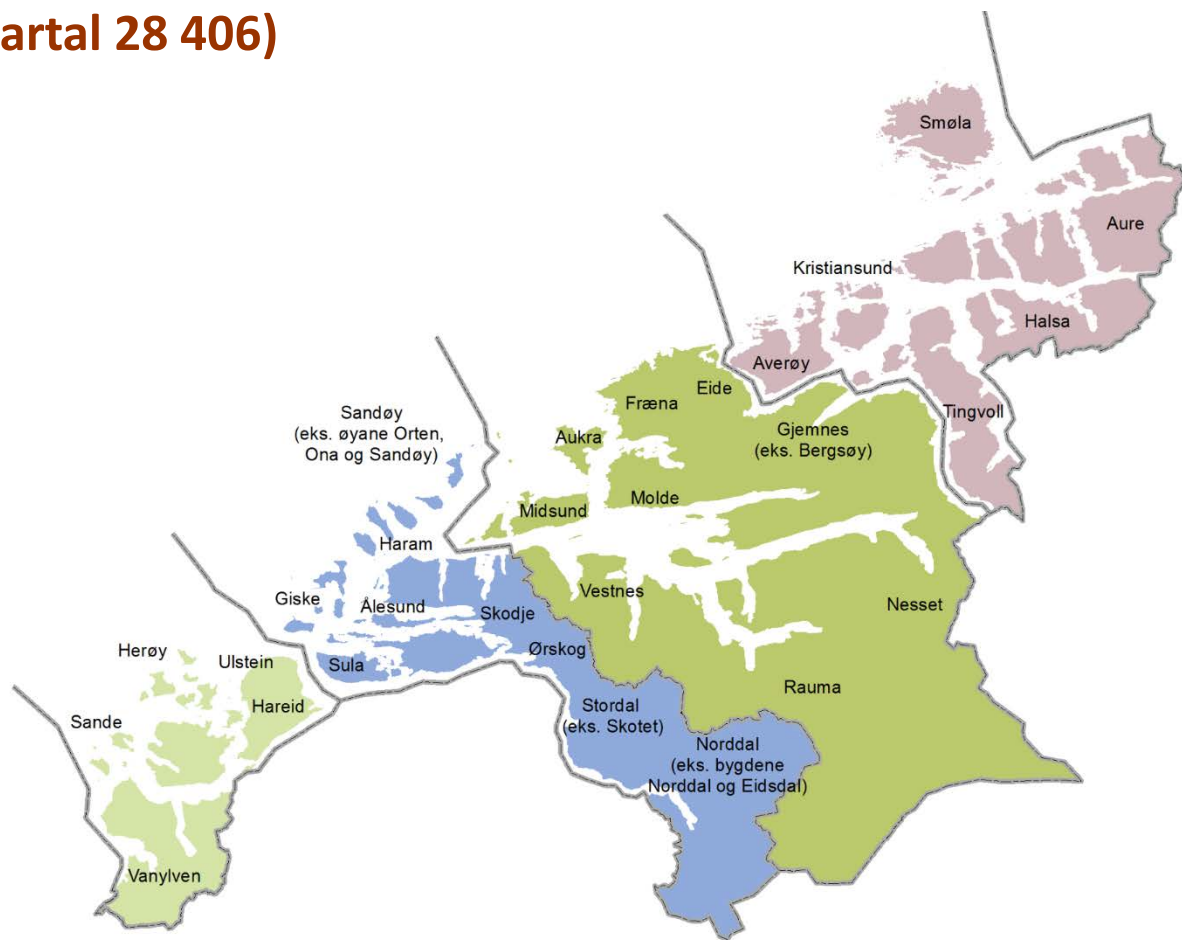 artal 28 406)
Smøla
Aure
Kristiansund
Halsa
Averøy
Eide
Tingvoll
Fræna
Sandøy
(eks. øyane Orten,
Ona og Sandøy)
Gjemnes
(eks. Bergsøy)
Aukra
Molde
Midsund
Haram
Vestnes
Giske
Ålesund
Nesset
Skodje
Ørskog
Herøy
Ulstein
Sula
Rauma
Hareid
Stordal
(eks. Skotet)
Sande
Norddal
(eks. bygdene
Norddal og Eidsdal)
Vanylven